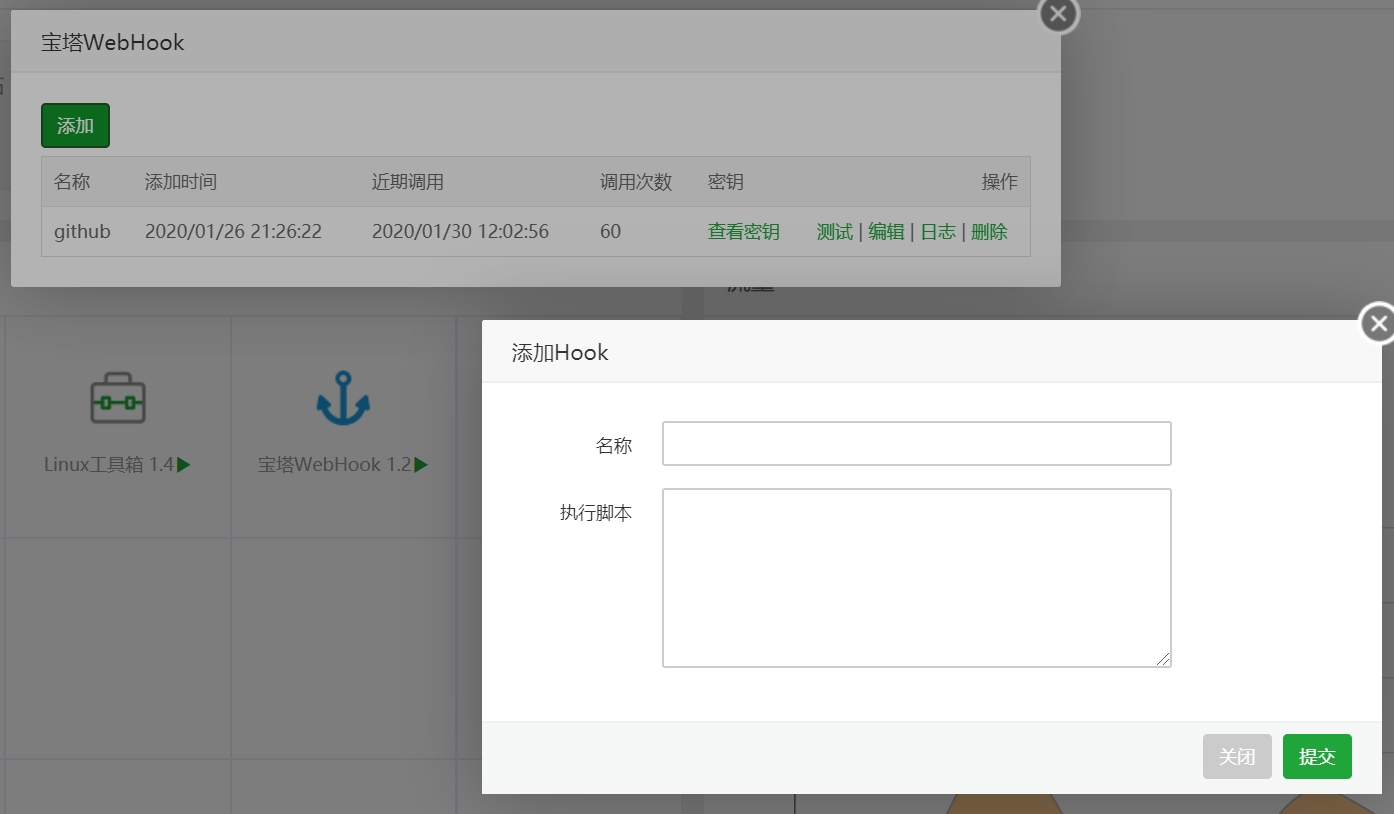 宝塔WebHook
添加
名称 添加时间 近期调用 调用次数 密钥 操作
github 2020/01/26 21:26:22 2020/01/30 12:02:56 60 查看密钥 测试 | 编辑 | 日志 | 删除
Linux工具箱 1.4
宝塔WebHook 1.2
添加Hook
名称
执行脚本
关闭 提交